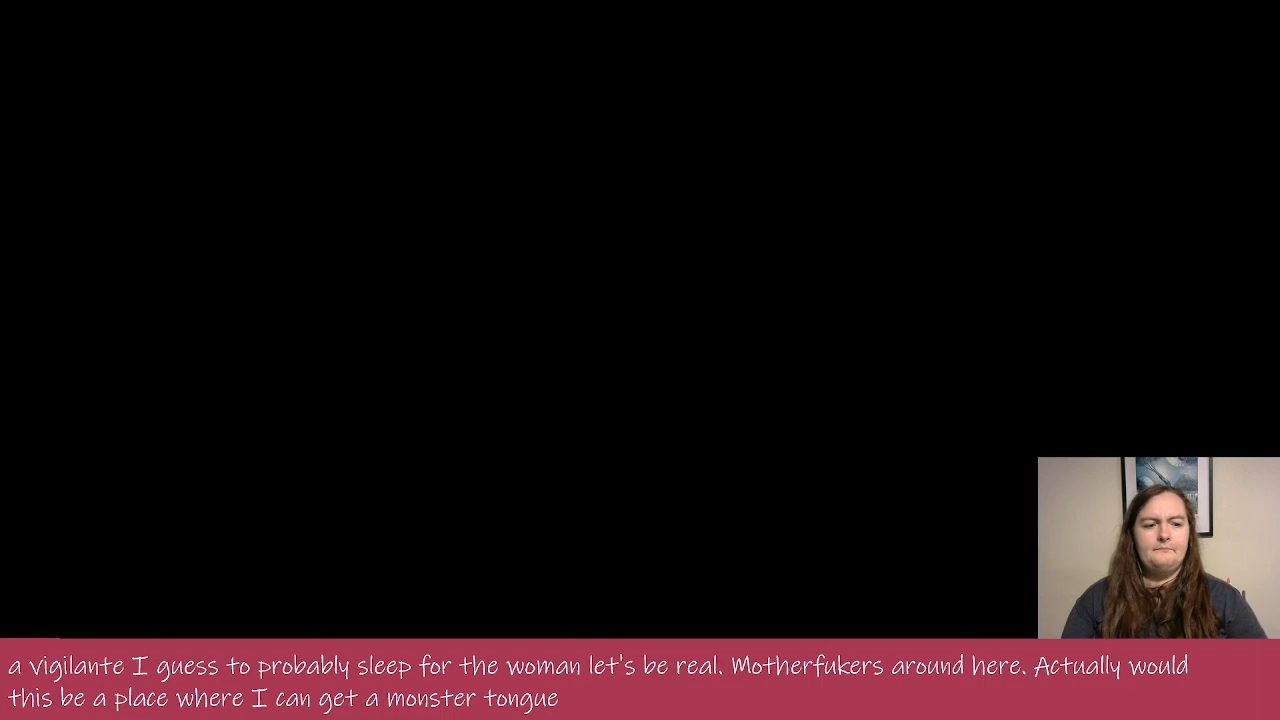 a vigilante I guess to probably sleep for the woman let's be real. Motherfukers around here. Actually would
this be a place where I can get a monster tongue